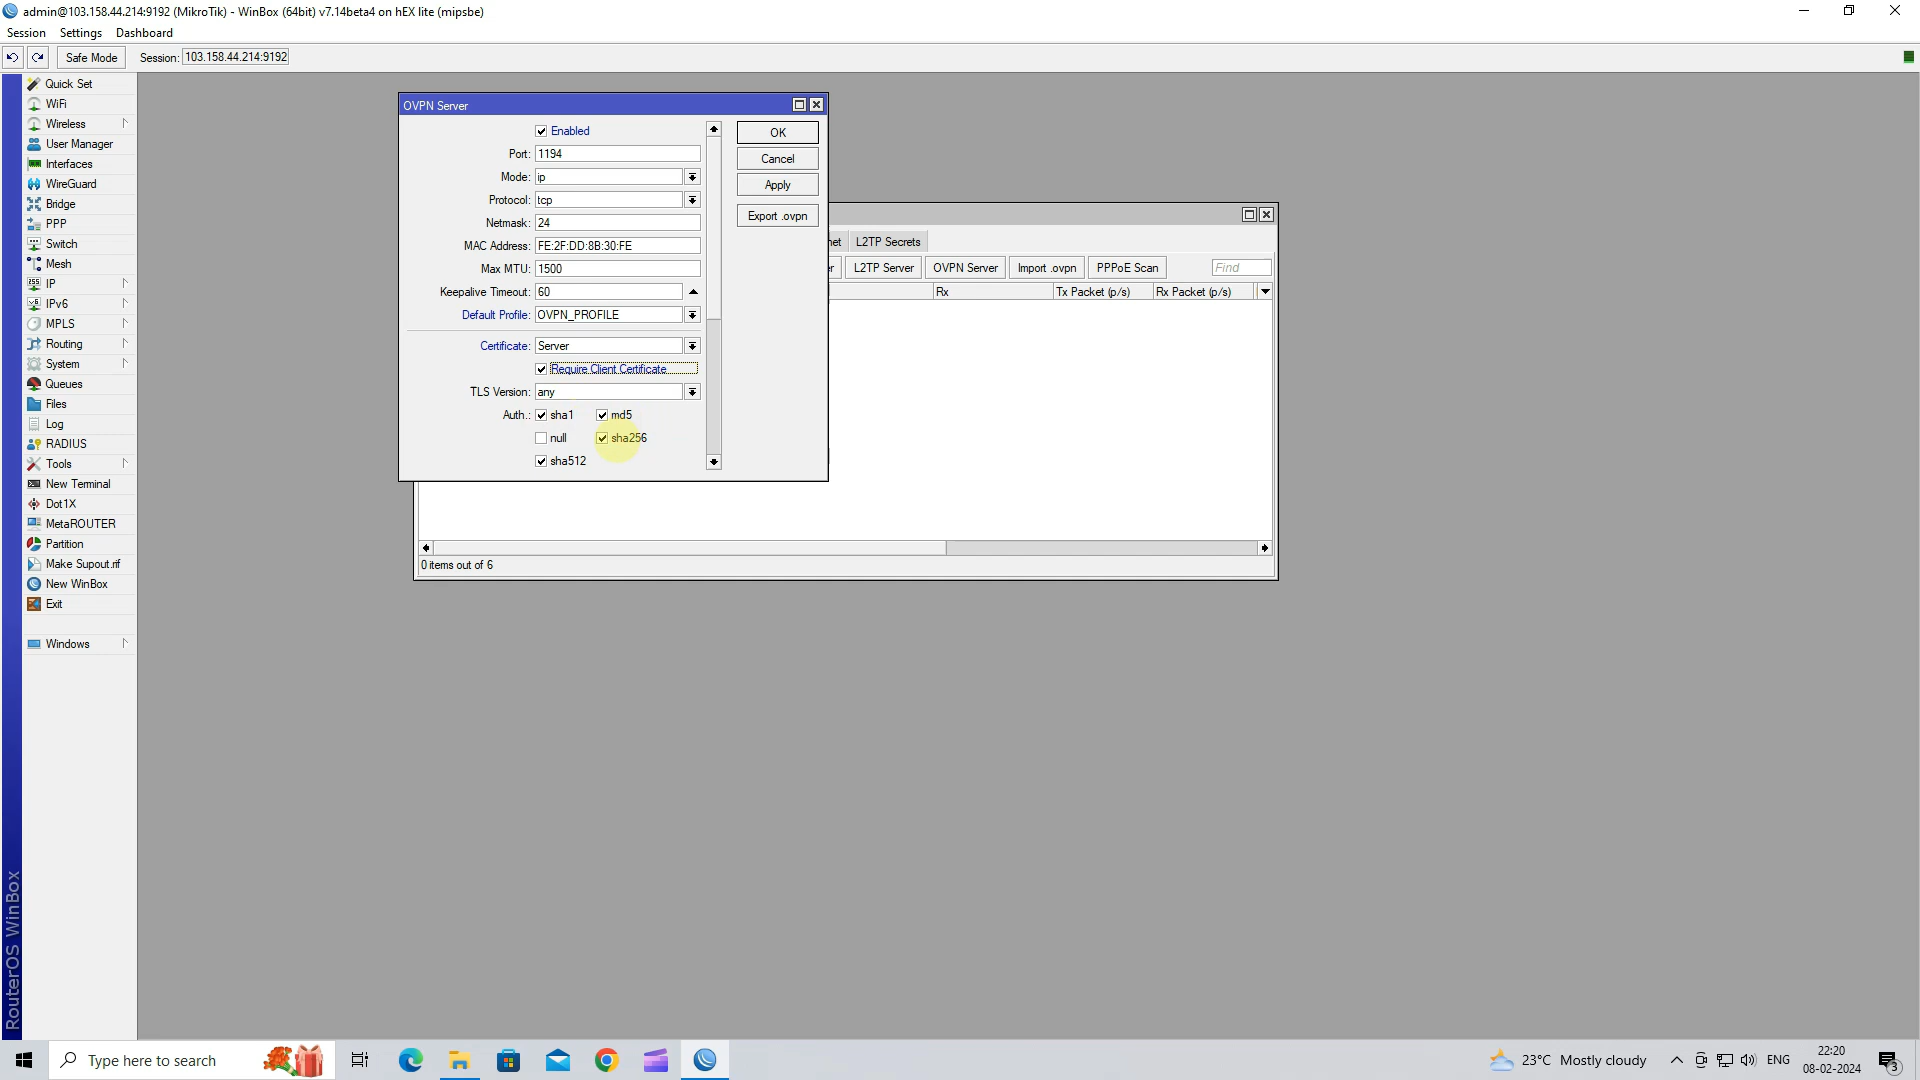 admin@103.158.44.214:9192 (MikroTik) - WinBox (64bit) v7.14beta4 on hEX lite (mipsbe)
Session Settings Dashboard
Safe Mode Session: 103.158.44.214:9192
Quick Set
WiFi
Wireless
User Manager
Interfaces
WireGuard
Bridge
PPP
Switch
Mesh
IP
IPv6
MPLS
Routing
System
Queues
Files
Log
RADIUS
Tools
New Terminal
Dot1X
MetaROUTER
Partition
Make Supout.rif
New WinBox
Exit
Windows
RouterOS WinBox
OVPN Server
Enabled
Port: 1194
Mode: ip
Protocol: tcp
Netmask: 24
MAC Address: FE:2F:DD:8B:30:FE
Max MTU: 1500
Keepalive Timeout: 60
Default Profile: OVPN_PROFILE
Certificate: Server
Require Client Certificate
TLS Version: any
Auth.: sha1 md5
null sha256
sha512
OK
Cancel
Apply
Export .ovpn
net L2TP Secrets
er L2TP Server OVPN Server Import .ovpn PPPoE Scan Find
Rx Tx Packet (p/s) Rx Packet (p/s)
0 items out of 6
Type here to search
23°C Mostly cloudy
ENG
22:20
08-02-2024
3